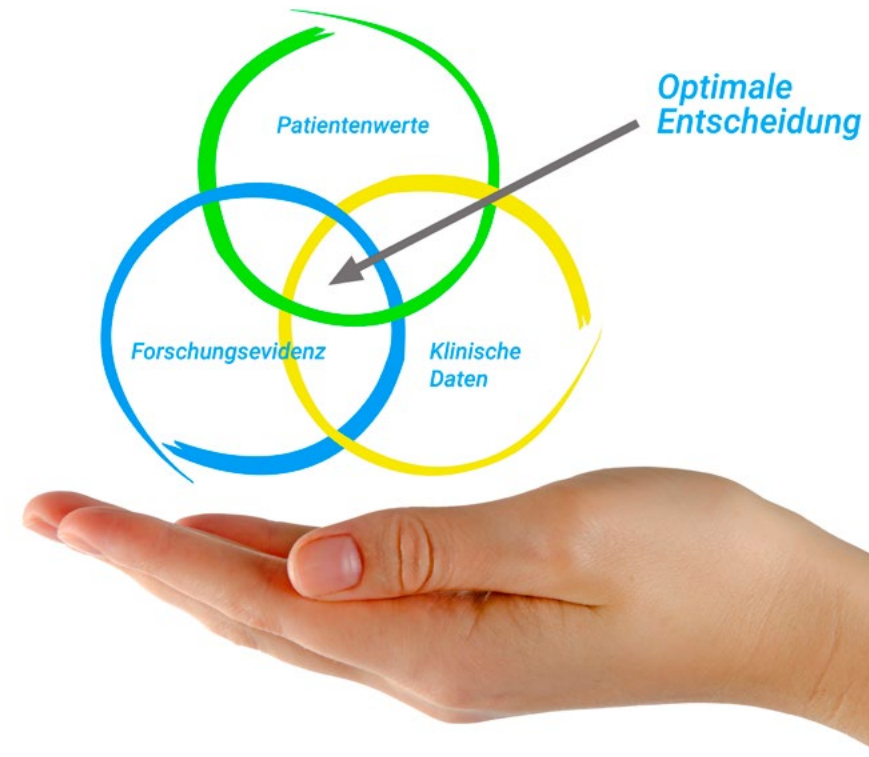 Patientenwerte
Optimale
Entscheidung
Forschungsevidenz
Klinische
Daten